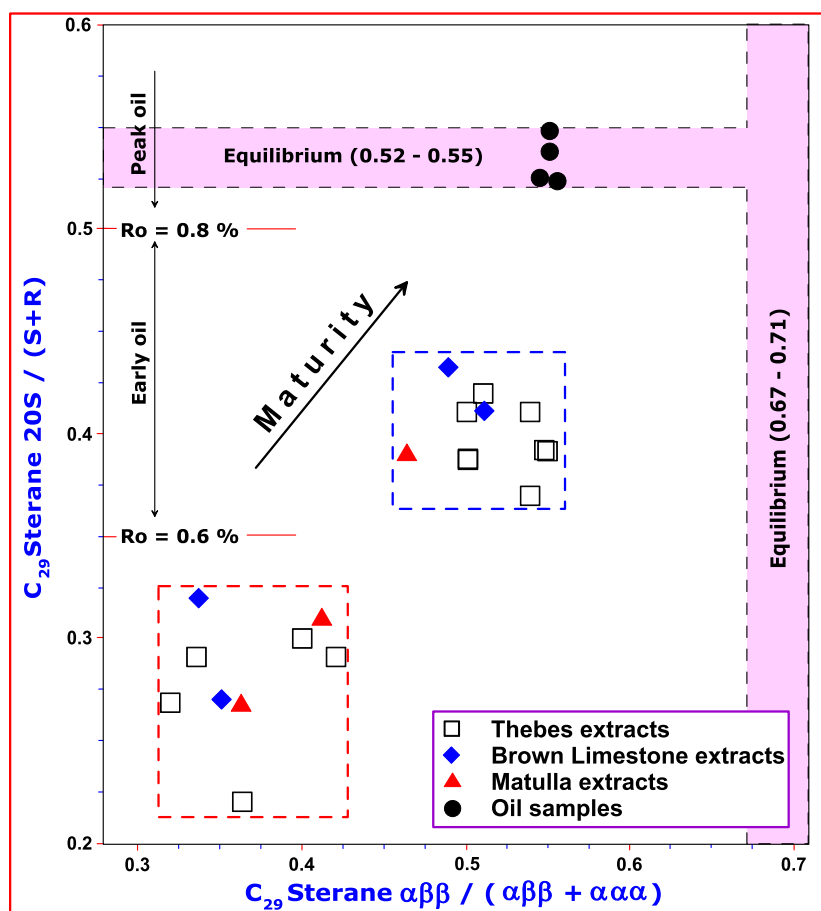 0.6
0.5
0.4
0.3
0.2
C29 Sterane 20S / (S+R)
Peak oil
Equilibrium (0.52 - 0.55)
Ro = 0.8 %
Early oil
Maturity
Ro = 0.6 %
Equilibrium (0.67 - 0.71)
Thebes extracts
Brown Limestone extracts
Matulla extracts
Oil samples
0.3 0.4 0.5 0.6 0.7
C29 Sterane αββ / ( αββ + ααα)